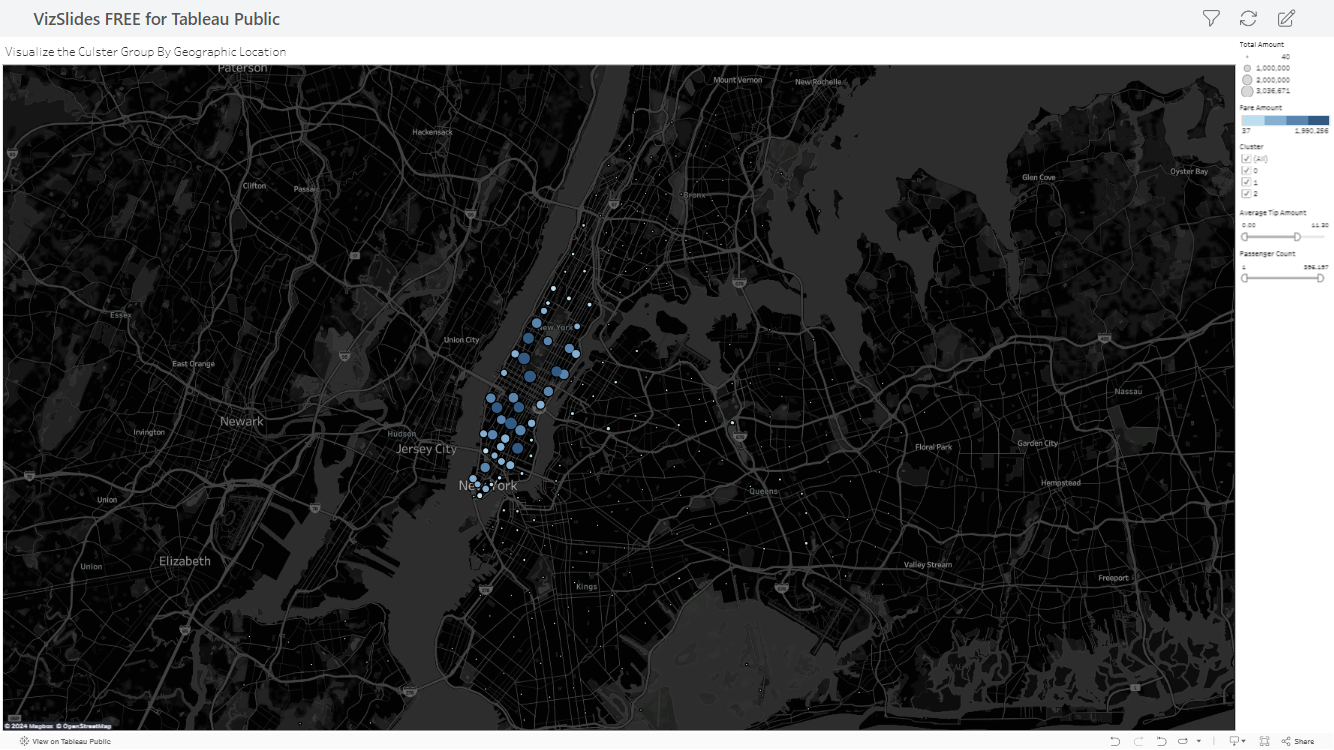 VizSlides FREE for Tableau Public
Visualize the Culster Group By Geographic Location
Total Amount
40
1,000,000
2,000,000
3,036,671
Fare Amount
37 1,990,256
Cluster
(All)
0
1
2
Average Tip Amount
0.00 11.30
Passenger Count
1 396,197
Paterson
Mount Vernon
New Rochelle
Hackensack
Clifton
Passaic
Glen Cove
Oyster Bay
Bronx
Essex
New York
Union City
East Orange
Nassau
Newark
Irvington
Hudson
Jersey City
Floral Park
Garden City
Hempstead
New York
Queens
Union
Elizabeth
Union
Kings
Valley Stream
Freeport
© 2024 Mapbox © OpenStreetMap
View on Tableau Public
Share